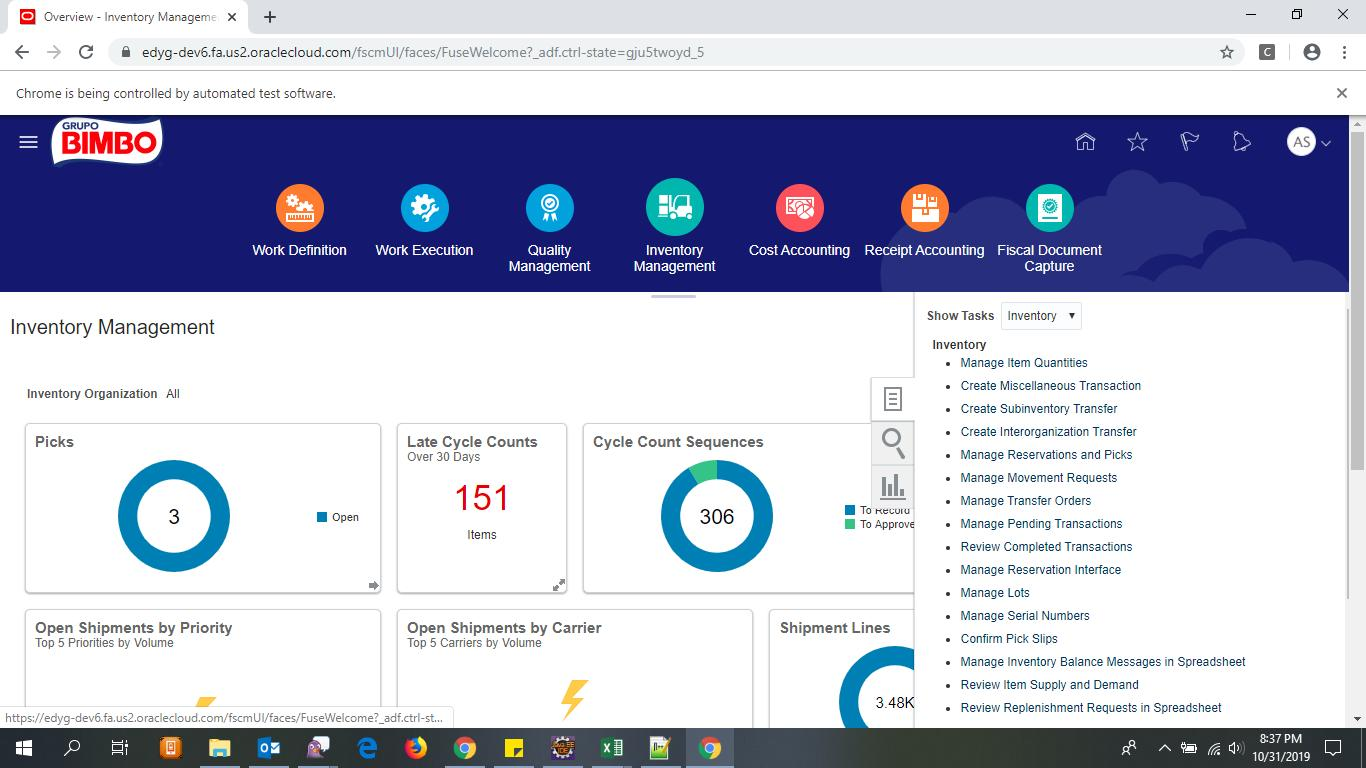 Overview - Inventory Manageme
edyg-dev6.fa.us2.oraclecloud.com/fscmUI/faces/FuseWelcome?_adf.ctrl-state=gju5twoyd_5
C
Chrome is being controlled by automated test software.
GRUPO
BIMBO
AS
Work Definition
Work Execution
Quality
Management
Inventory
Management
Cost Accounting
Receipt Accounting
Fiscal Document
Capture
Inventory Management
Inventory Organization All
Picks
3
Open
Late Cycle Counts
Over 30 Days
151
Items
Cycle Count Sequences
306
To Record
To Approve
Open Shipments by Priority
Top 5 Priorities by Volume
Open Shipments by Carrier
Top 5 Carriers by Volume
Shipment Lines
3.48K
Show Tasks Inventory
Inventory
Manage Item Quantities
Create Miscellaneous Transaction
Create Subinventory Transfer
Create Interorganization Transfer
Manage Reservations and Picks
Manage Movement Requests
Manage Transfer Orders
Manage Pending Transactions
Review Completed Transactions
Manage Reservation Interface
Manage Lots
Manage Serial Numbers
Confirm Pick Slips
Manage Inventory Balance Messages in Spreadsheet
Review Item Supply and Demand
Review Replenishment Requests in Spreadsheet
https://edyg-dev6.fa.us2.oraclecloud.com/fscmUI/faces/FuseWelcome?_adf.ctrl-st...
8:37 PM
10/31/2019